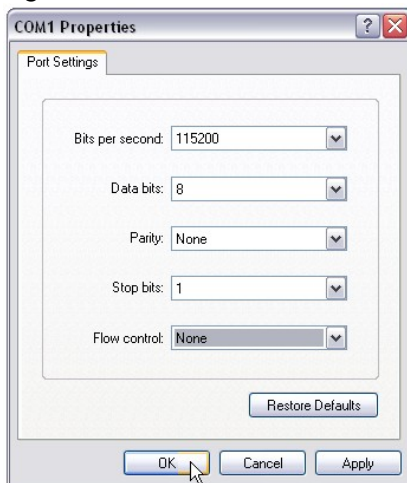 COM1 Properties
Port Settings
Bits per second: 115200
Data bits: 8
Parity: None
Stop bits: 1
Flow control: None
Restore Defaults
OK Cancel Apply